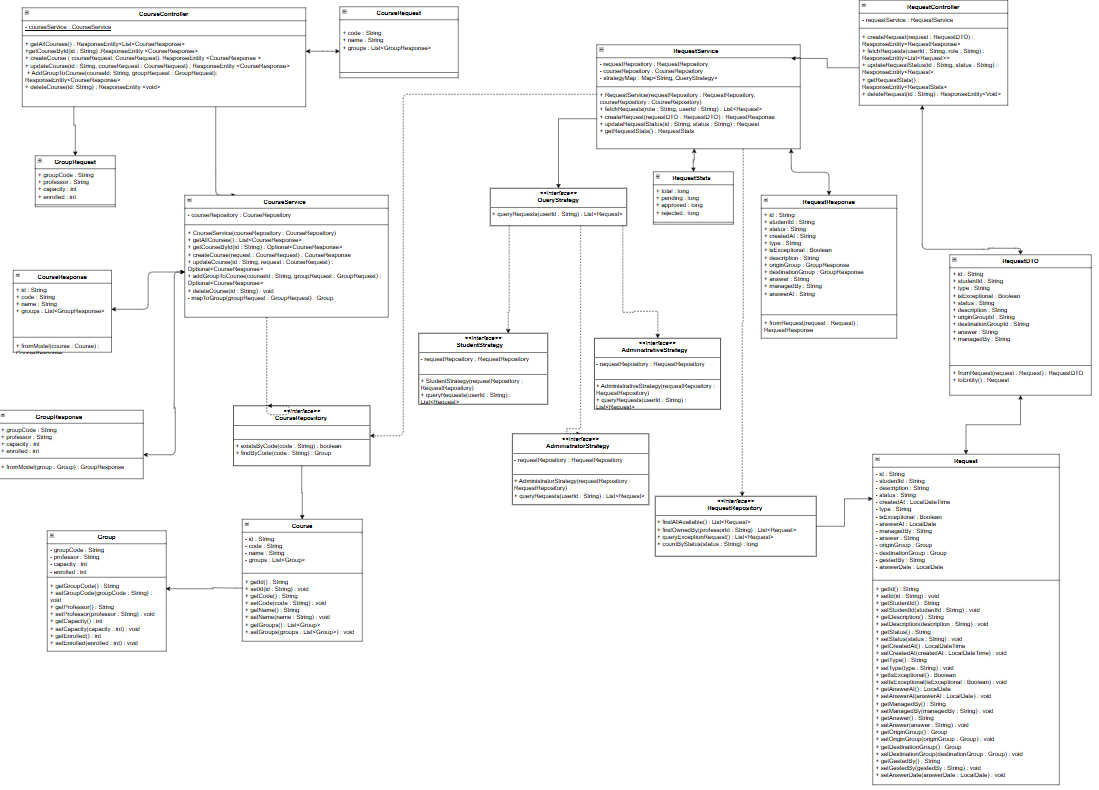 CourseController
- courseService : CourseService
+ getAllCourses() : ResponseEntity<List<CourseResponse>
+getCourseById(id : String) :ResponseEntity <CourseResponse>
+ createCourse ( courseRequest: CourseRequest) : ResponseEntity <CourseResponse >
+ updateCourse(id : String, courseRequest : CourseRequest) : ResponseEntity <CourseResponse>
+ AddGroupToCourse(courseId: String, groupRequest : GroupRequest):
ResponseEntity<CourseResponse>
+ deleteCourse(id: String) : ResponseEntity <void>
CourseRequest
+ code : String
+ name : String
+ groups : List<GroupResponse>
RequestController
- requestService : RequestService
+ createRequest(request : RequestDTO) :
ResponseEntity<RequestResponse>
+ fetchRequests(userId : String, role : String) :
ResponseEntity<List<Request>>
+ updateRequestStatus(id : String, status : String) :
ResponseEntity<Request>
+ getRequestStats() :
ResponseEntity<RequestStats>
+ deleteRequest(id : String) : ResponseEntity<Void>
RequestService
- requestRepository : RequestRepository
- courseRepository : CourseRepository
- strategyMap : Map<String, QueryStrategy>
+ RequestService(requestRepository : RequestRepository,
courseRepository : CourseRepository)
+ fetchRequests(role : String, userId : String) : List<Request>
+ createRequest(requestDTO : RequestDTO) : RequestResponse
+ updateRequestStatus(id : String, status : String) : Request
+ getRequestStats() : RequestStats
GroupRequest
+ groupCode : String
+ professor : String
+ capacity : int
+ enrolled : int
CourseService
- courseRepository : CourseRepository
+ CourseService(courseRepository : CourseRepository)
+ getAllCourses() : List<CourseResponse>
+ getCourseById(id : String) : Optional<CourseResponse>
+ createCourse(request : CourseRequest) : CourseResponse
+ updateCourse(id : String, request : CourseRequest) :
Optional<CourseResponse>
+ addGroupToCourse(courseId : String, groupRequest : GroupRequest) :
Optional<CourseResponse>
+ deleteCourse(id : String) : void
- mapToGroup(groupRequest : GroupRequest) : Group
<<Interface>>
QueryStrategy
+ queryRequests(userId : String) : List<Request>
RequestStats
+ total : long
+ pending : long
+ approved : long
+ rejected : long
RequestResponse
+ id : String
+ studentId : String
+ status : String
+ createdAt : String
+ type : String
+ isExceptional : Boolean
+ description : String
+ originGroup : GroupResponse
+ destinationGroup : GroupResponse
+ answer : String
+ managedBy : String
+ answerAt : String
+ fromRequest(request : Request) :
RequestResponse
RequestDTO
+ id : String
+ studentId : String
+ type : String
+ isExceptional : Boolean
+ status : String
+ description : String
+ originGroupId : String
+ destinationGroupId : String
+ answer : String
+ managedBy : String
+ fromRequest(request : Request) : RequestDTO
+ toEntity() : Request
CourseResponse
+ id : String
+ code : String
+ name : String
+ groups : List<GroupResponse>
+ fromModel(course : Course) :
CourseResponse
<<Interface>>
StudentStrategy
- requestRepository : RequestRepository
+ StudentStrategy(requestRepository :
RequestRepository)
+ queryRequests(userId : String) :
List<Request>
<<Interface>>
AdministrativeStrategy
- requestRepository : RequestRepository
+ AdministrativeStrategy(requestRepository :
RequestRepository)
+ queryRequests(userId : String) :
List<Request>
GroupResponse
+ groupCode : String
+ professor : String
+ capacity : int
+ enrolled : int
+ fromModel(group : Group) : GroupResponse
<<Interface>>
CourseRepository
+ existsByCode(code : String) : boolean
+ findByCode(code : String) : Group
<<Interface>>
AdministratorStrategy
- requestRepository : RequestRepository
+ AdministratorStrategy(requestRepository :
RequestRepository)
+ queryRequests(userId : String) : List<Request>
<<Interface>>
RequestRepository
+ findAllAvailable() : List<Request>
+ findOwnedBy(professorId : String) : List<Request>
+ queryExceptionRequest() : List<Request>
+ countByStatus(status : String) : long
Request
- id : String
- studentId : String
- description : String
- status : String
- createdAt : LocalDateTime
- type : String
- isExceptional : Boolean
- answerAt : LocalDate
- managedBy : String
- answer : String
- originGroup : Group
- destinationGroup : Group
- gestedBy : String
- answerDate : LocalDate
+ getId() : String
+ setId(id : String) : void
+ getStudentId() : String
+ setStudentId(studentId : String) : void
+ getDescription() : String
+ setDescription(description : String) : void
+ getStatus() : String
+ setStatus(status : String) : void
+ getCreatedAt() : LocalDateTime
+ setCreatedAt(createdAt : LocalDateTime) : void
+ getType() : String
+ setType(type : String) : void
+ getIsExceptional() : Boolean
+ setIsExceptional(isExceptional : Boolean) : void
+ getAnswerAt() : LocalDate
+ setAnswerAt(answerAt : LocalDate) : void
+ getManagedBy() : String
+ setManagedBy(managedBy : String) : void
+ getAnswer() : String
+ setAnswer(answer : String) : void
+ getOriginGroup() : Group
+ setOriginGroup(originGroup : Group) : void
+ getDestinationGroup() : Group
+ setDestinationGroup(destinationGroup : Group) : void
+ getGestedBy() : String
+ setGestedBy(gestedBy : String) : void
+ setAnswerDate(answerDate : LocalDate) : void
Course
- id : String
- code : String
- name : String
- groups : List<Group>
+ getId() : String
+ setId(id : String) : void
+ getCode() : String
+ setCode(code : String) : void
+ getName() : String
+ setName(name : String) : void
+ getGroups() : List<Group>
+ setGroups(groups : List<Group>) : void
Group
- groupCode : String
- professor : String
- capacity : int
- enrolled : int
+ getGroupCode() : String
+ setGroupCode(groupCode : String) :
void
+ getProfessor() : String
+ setProfessor(professor : String) : void
+ getCapacity() : int
+ setCapacity(capacity : int) : void
+ getEnrolled() : int
+ setEnrolled(enrolled : int) : void